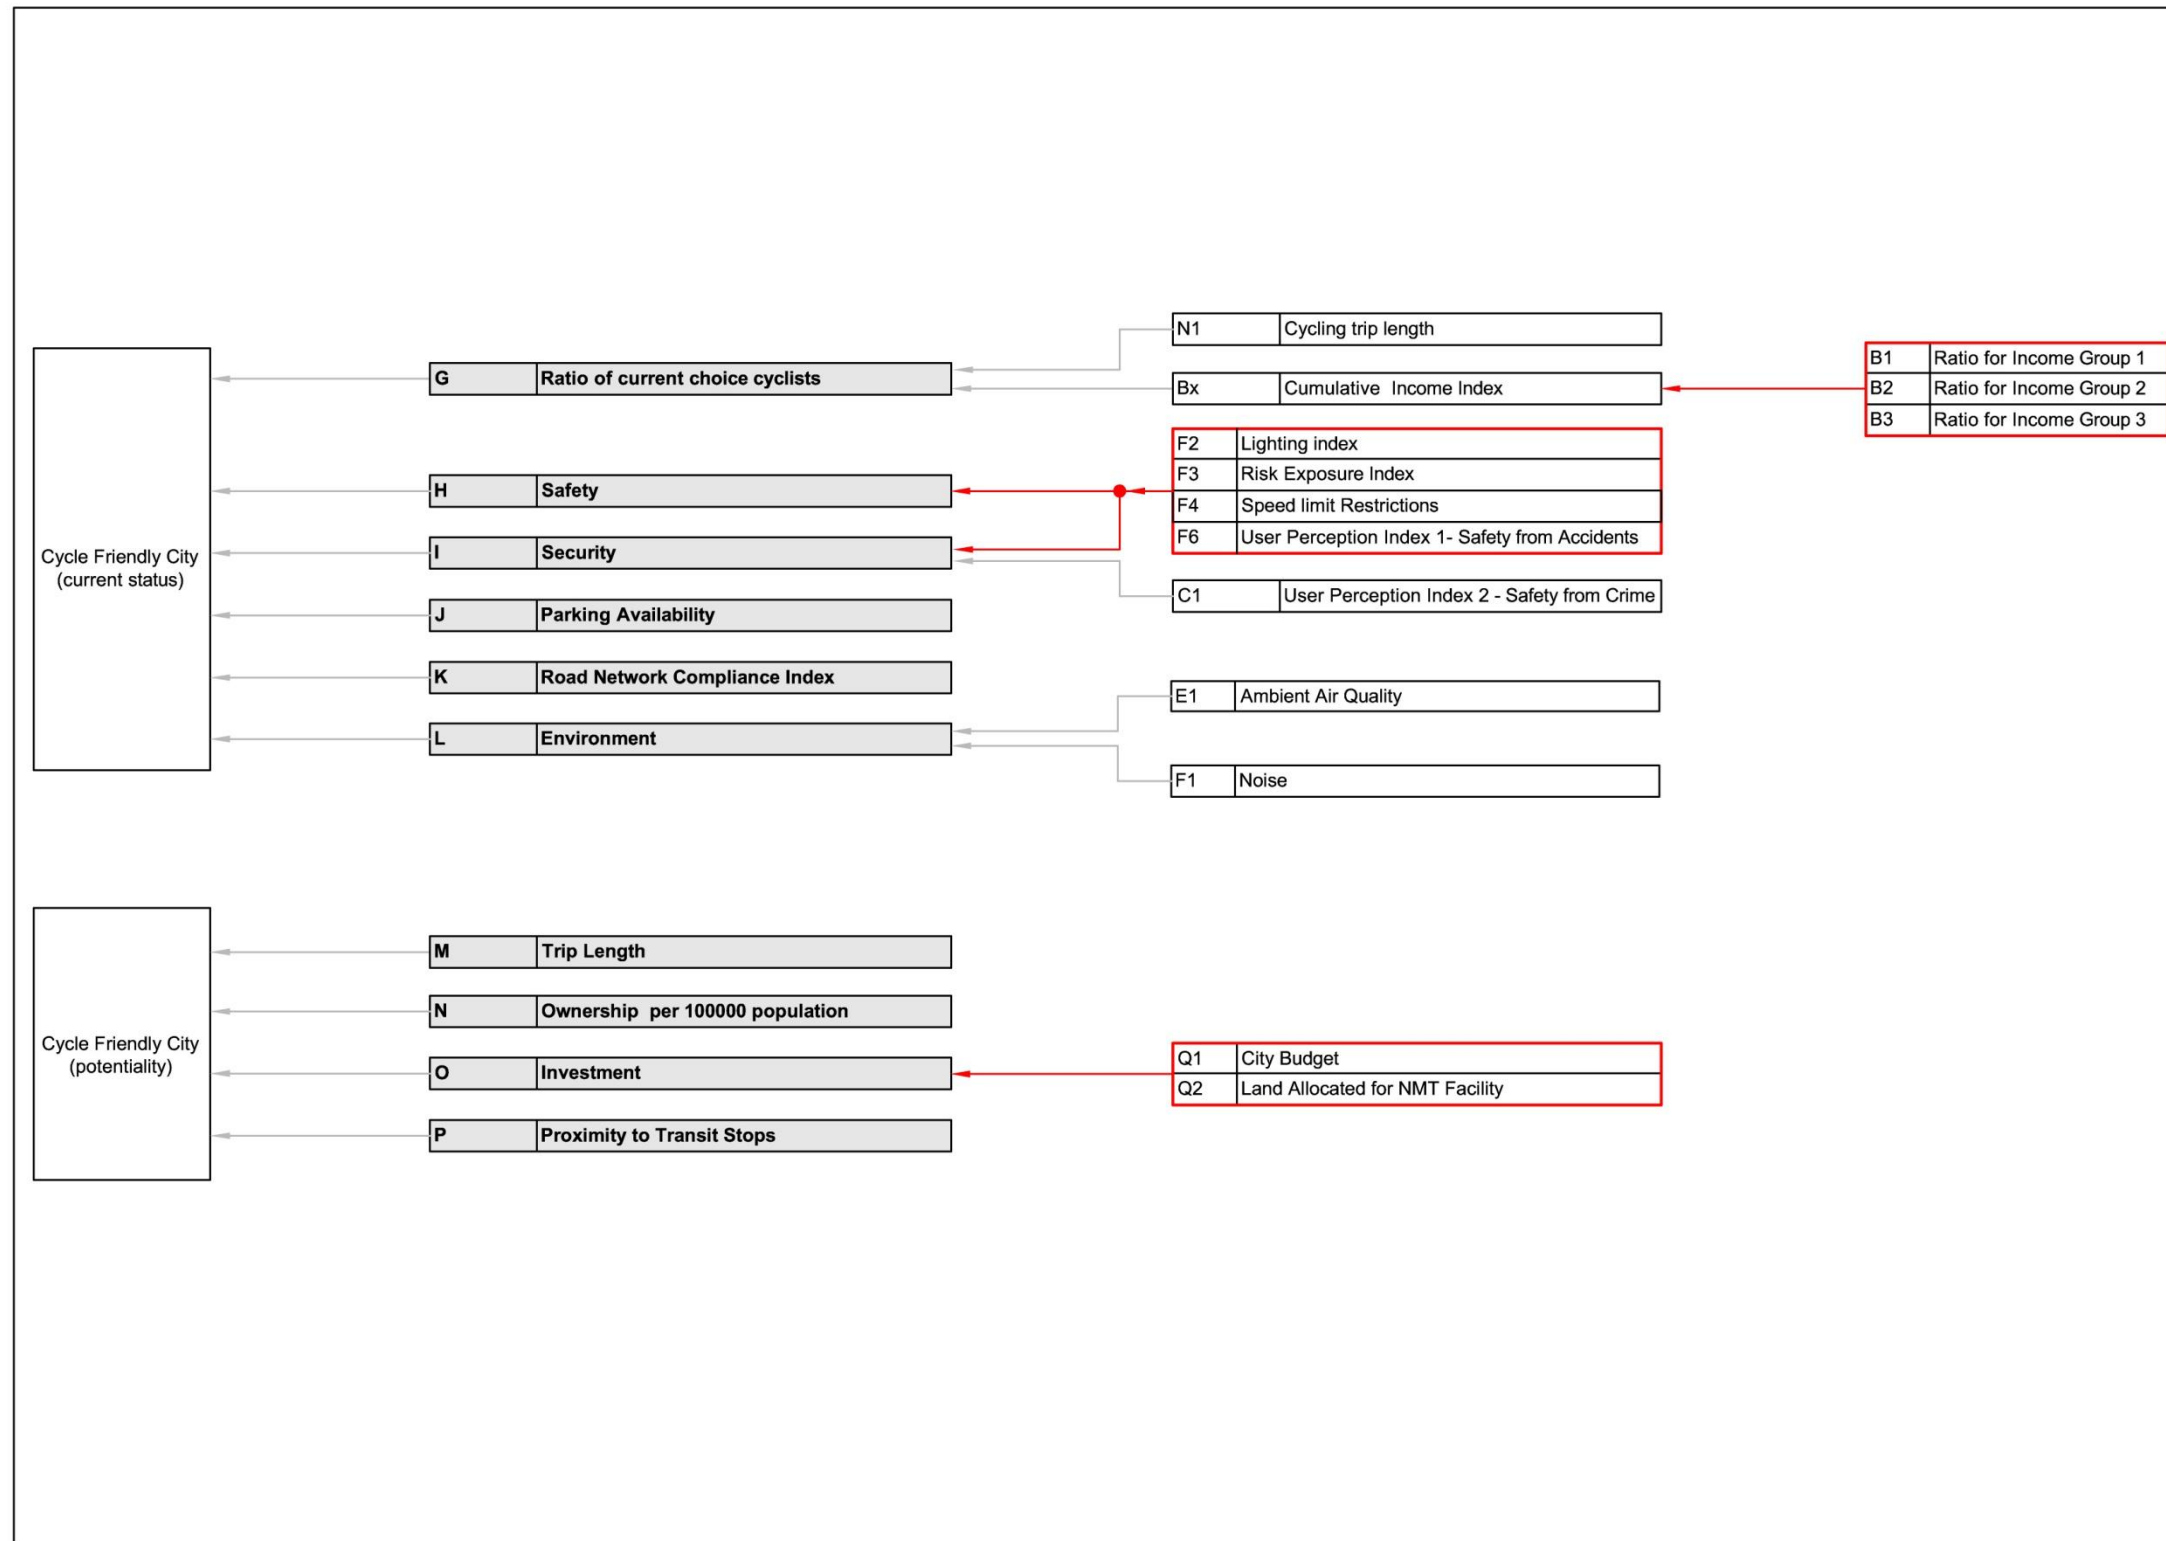 Cycle Friendly City
(current status)
G Ratio of current choice cyclists
H Safety
I Security
J Parking Availability
K Road Network Compliance Index
L Environment
N1 Cycling trip length
Bx Cumulative Income Index
F2 Lighting index
F3 Risk Exposure Index
F4 Speed limit Restrictions
F6 User Perception Index 1- Safety from Accidents
C1 User Perception Index 2 - Safety from Crime
E1 Ambient Air Quality
F1 Noise
B1 Ratio for Income Group 1
B2 Ratio for Income Group 2
B3 Ratio for Income Group 3
Cycle Friendly City
(potentiality)
M Trip Length
N Ownership per 100000 population
O Investment
P Proximity to Transit Stops
Q1 City Budget
Q2 Land Allocated for NMT Facility